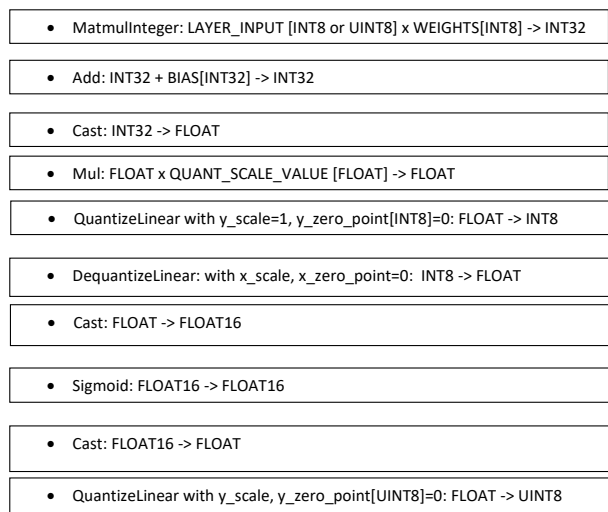 • MatmulInteger: LAYER_INPUT [INT8 or UINT8] x WEIGHTS[INT8] -> INT32
• Add: INT32 + BIAS[INT32] -> INT32
• Cast: INT32 -> FLOAT
• Mul: FLOAT x QUANT_SCALE_VALUE [FLOAT] -> FLOAT
• QuantizeLinear with y_scale=1, y_zero_point[INT8]=0: FLOAT -> INT8
• DequantizeLinear: with x_scale, x_zero_point=0: INT8 -> FLOAT
• Cast: FLOAT -> FLOAT16
• Sigmoid: FLOAT16 -> FLOAT16
• Cast: FLOAT16 -> FLOAT
• QuantizeLinear with y_scale, y_zero_point[UINT8]=0: FLOAT -> UINT8